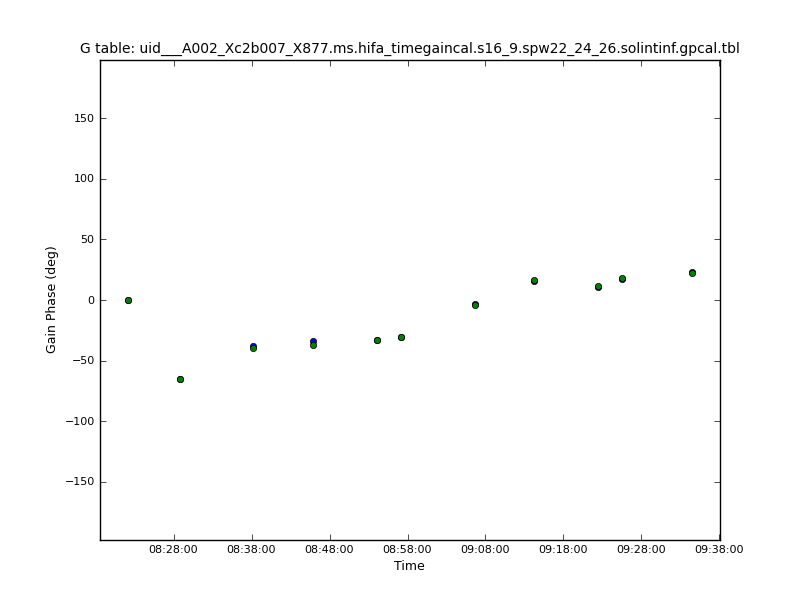 G table: uid___A002_Xc2b007_X877.ms.hifa_timegaincal.s16_9.spw22_24_26.solintinf.gpcal.tbl
150
100
50
0
−50
−100
−150
Gain Phase (deg)
08:28:00 08:38:00 08:48:00 08:58:00 09:08:00 09:18:00 09:28:00 09:38:00
Time